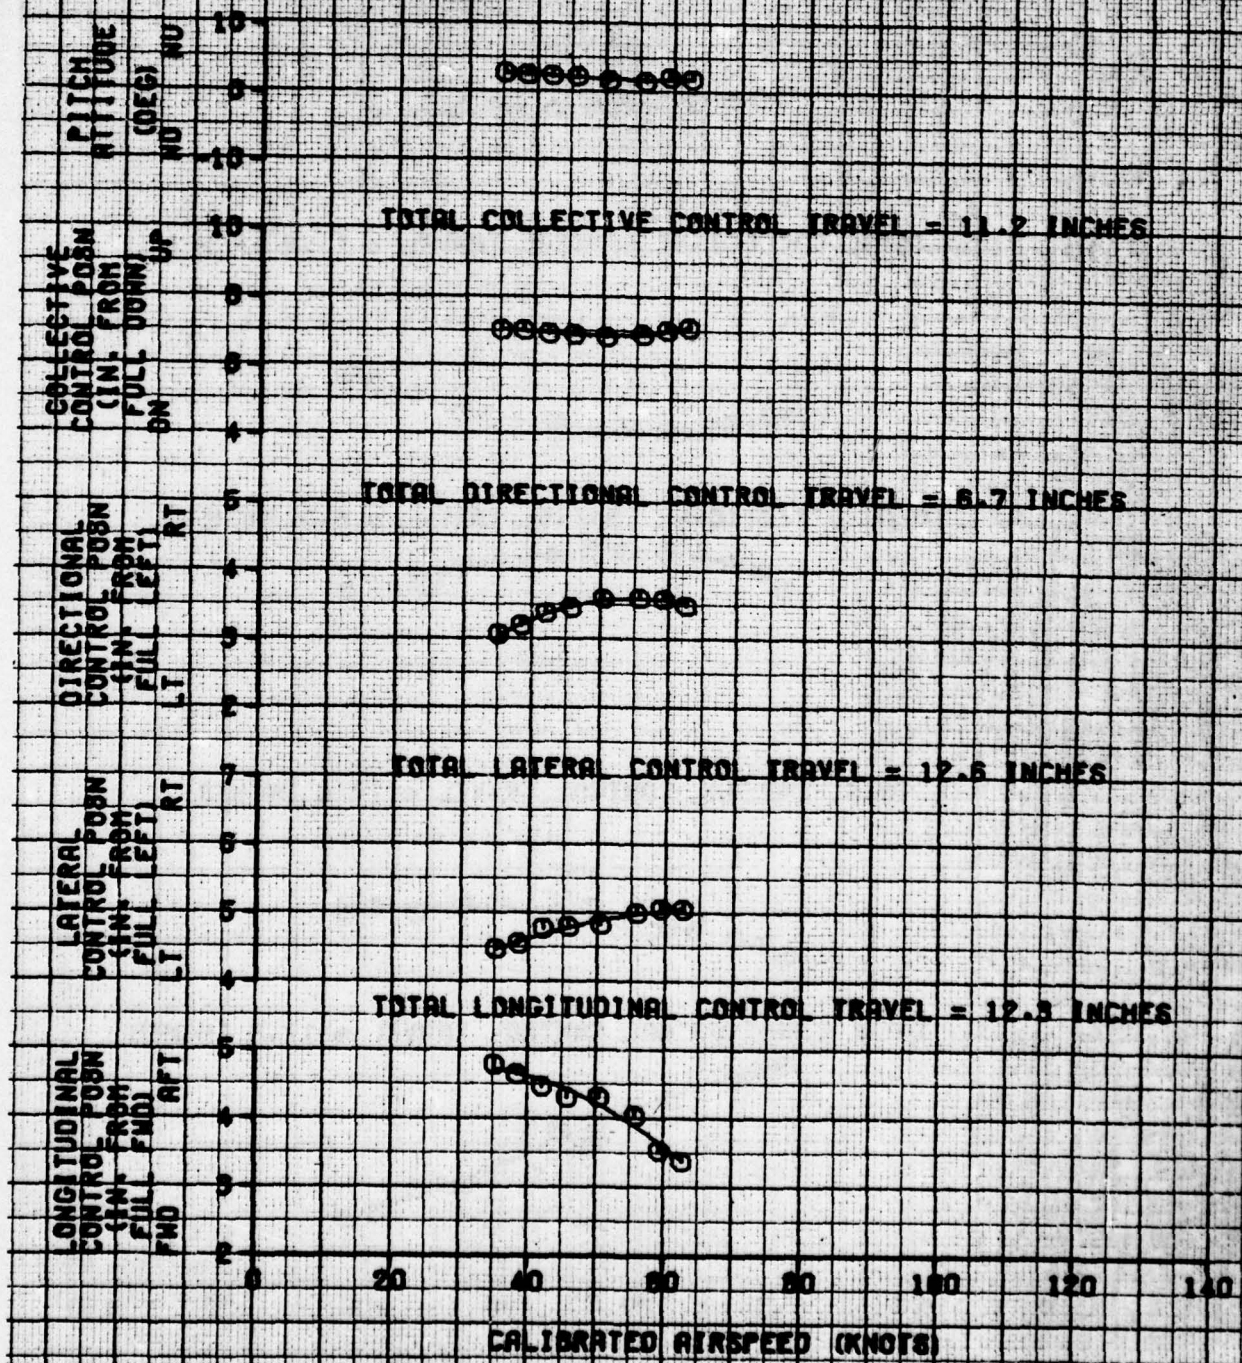 PITCH
ATTITUDE
(DEG)
ND NU
10
0
-10
TOTAL COLLECTIVE CONTROL TRAVEL = 11.2 INCHES
COLLECTIVE
CONTROL POSN
(IN. FROM
FULL DOWN)
DN UP
10
8
6
4
TOTAL DIRECTIONAL CONTROL TRAVEL = 6.7 INCHES
DIRECTIONAL
CONTROL POSN
(IN. FROM
FULL LEFT)
LT RT
5
4
3
2
TOTAL LATERAL CONTROL TRAVEL = 12.6 INCHES
LATERAL
CONTROL POSN
(IN. FROM
FULL LEFT)
LT RT
7
6
5
4
TOTAL LONGITUDINAL CONTROL TRAVEL = 12.3 INCHES
LONGITUDINAL
CONTROL POSN
(IN. FROM
FULL FWD)
FWD AFT
5
4
3
2
0 20 40 60 80 100 120 140
CALIBRATED AIRSPEED (KNOTS)